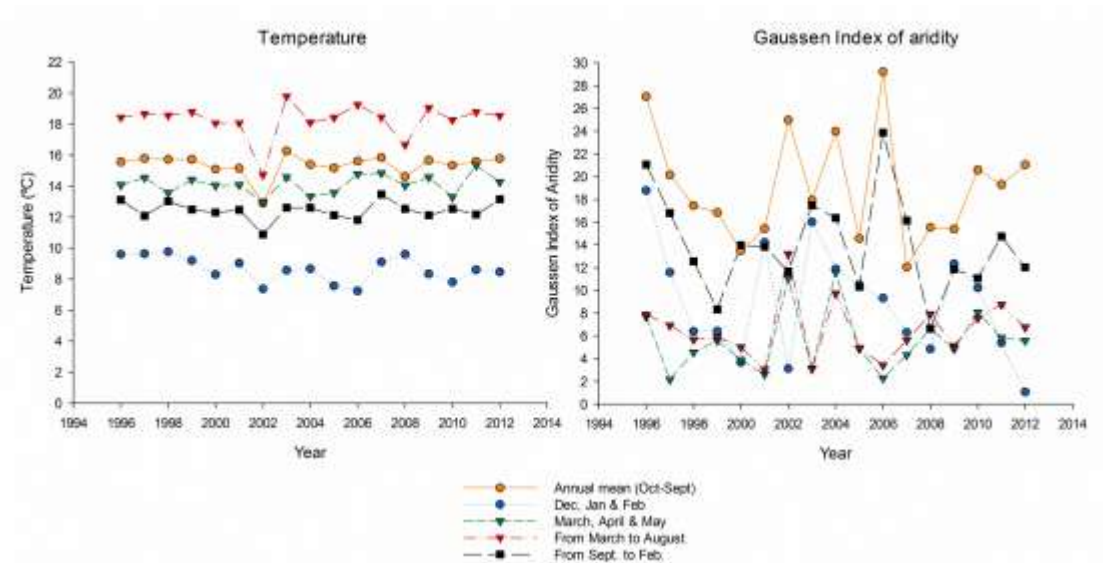 Temperature
Temperature (ºC)
22
20
18
16
14
12
10
8
6
4
2
0
1994 1996 1998 2000 2002 2004 2006 2008 2010 2012 2014
Year
Gaussen Index of aridity
Gaussen Index of Aridity
30
28
26
24
22
20
18
16
14
12
10
8
6
4
2
0
1994 1996 1998 2000 2002 2004 2006 2008 2010 2012 2014
Year
Annual mean (Oct-Sept)
Dec, Jan & Feb
March, April & May
From March to August
From Sept. to Feb.